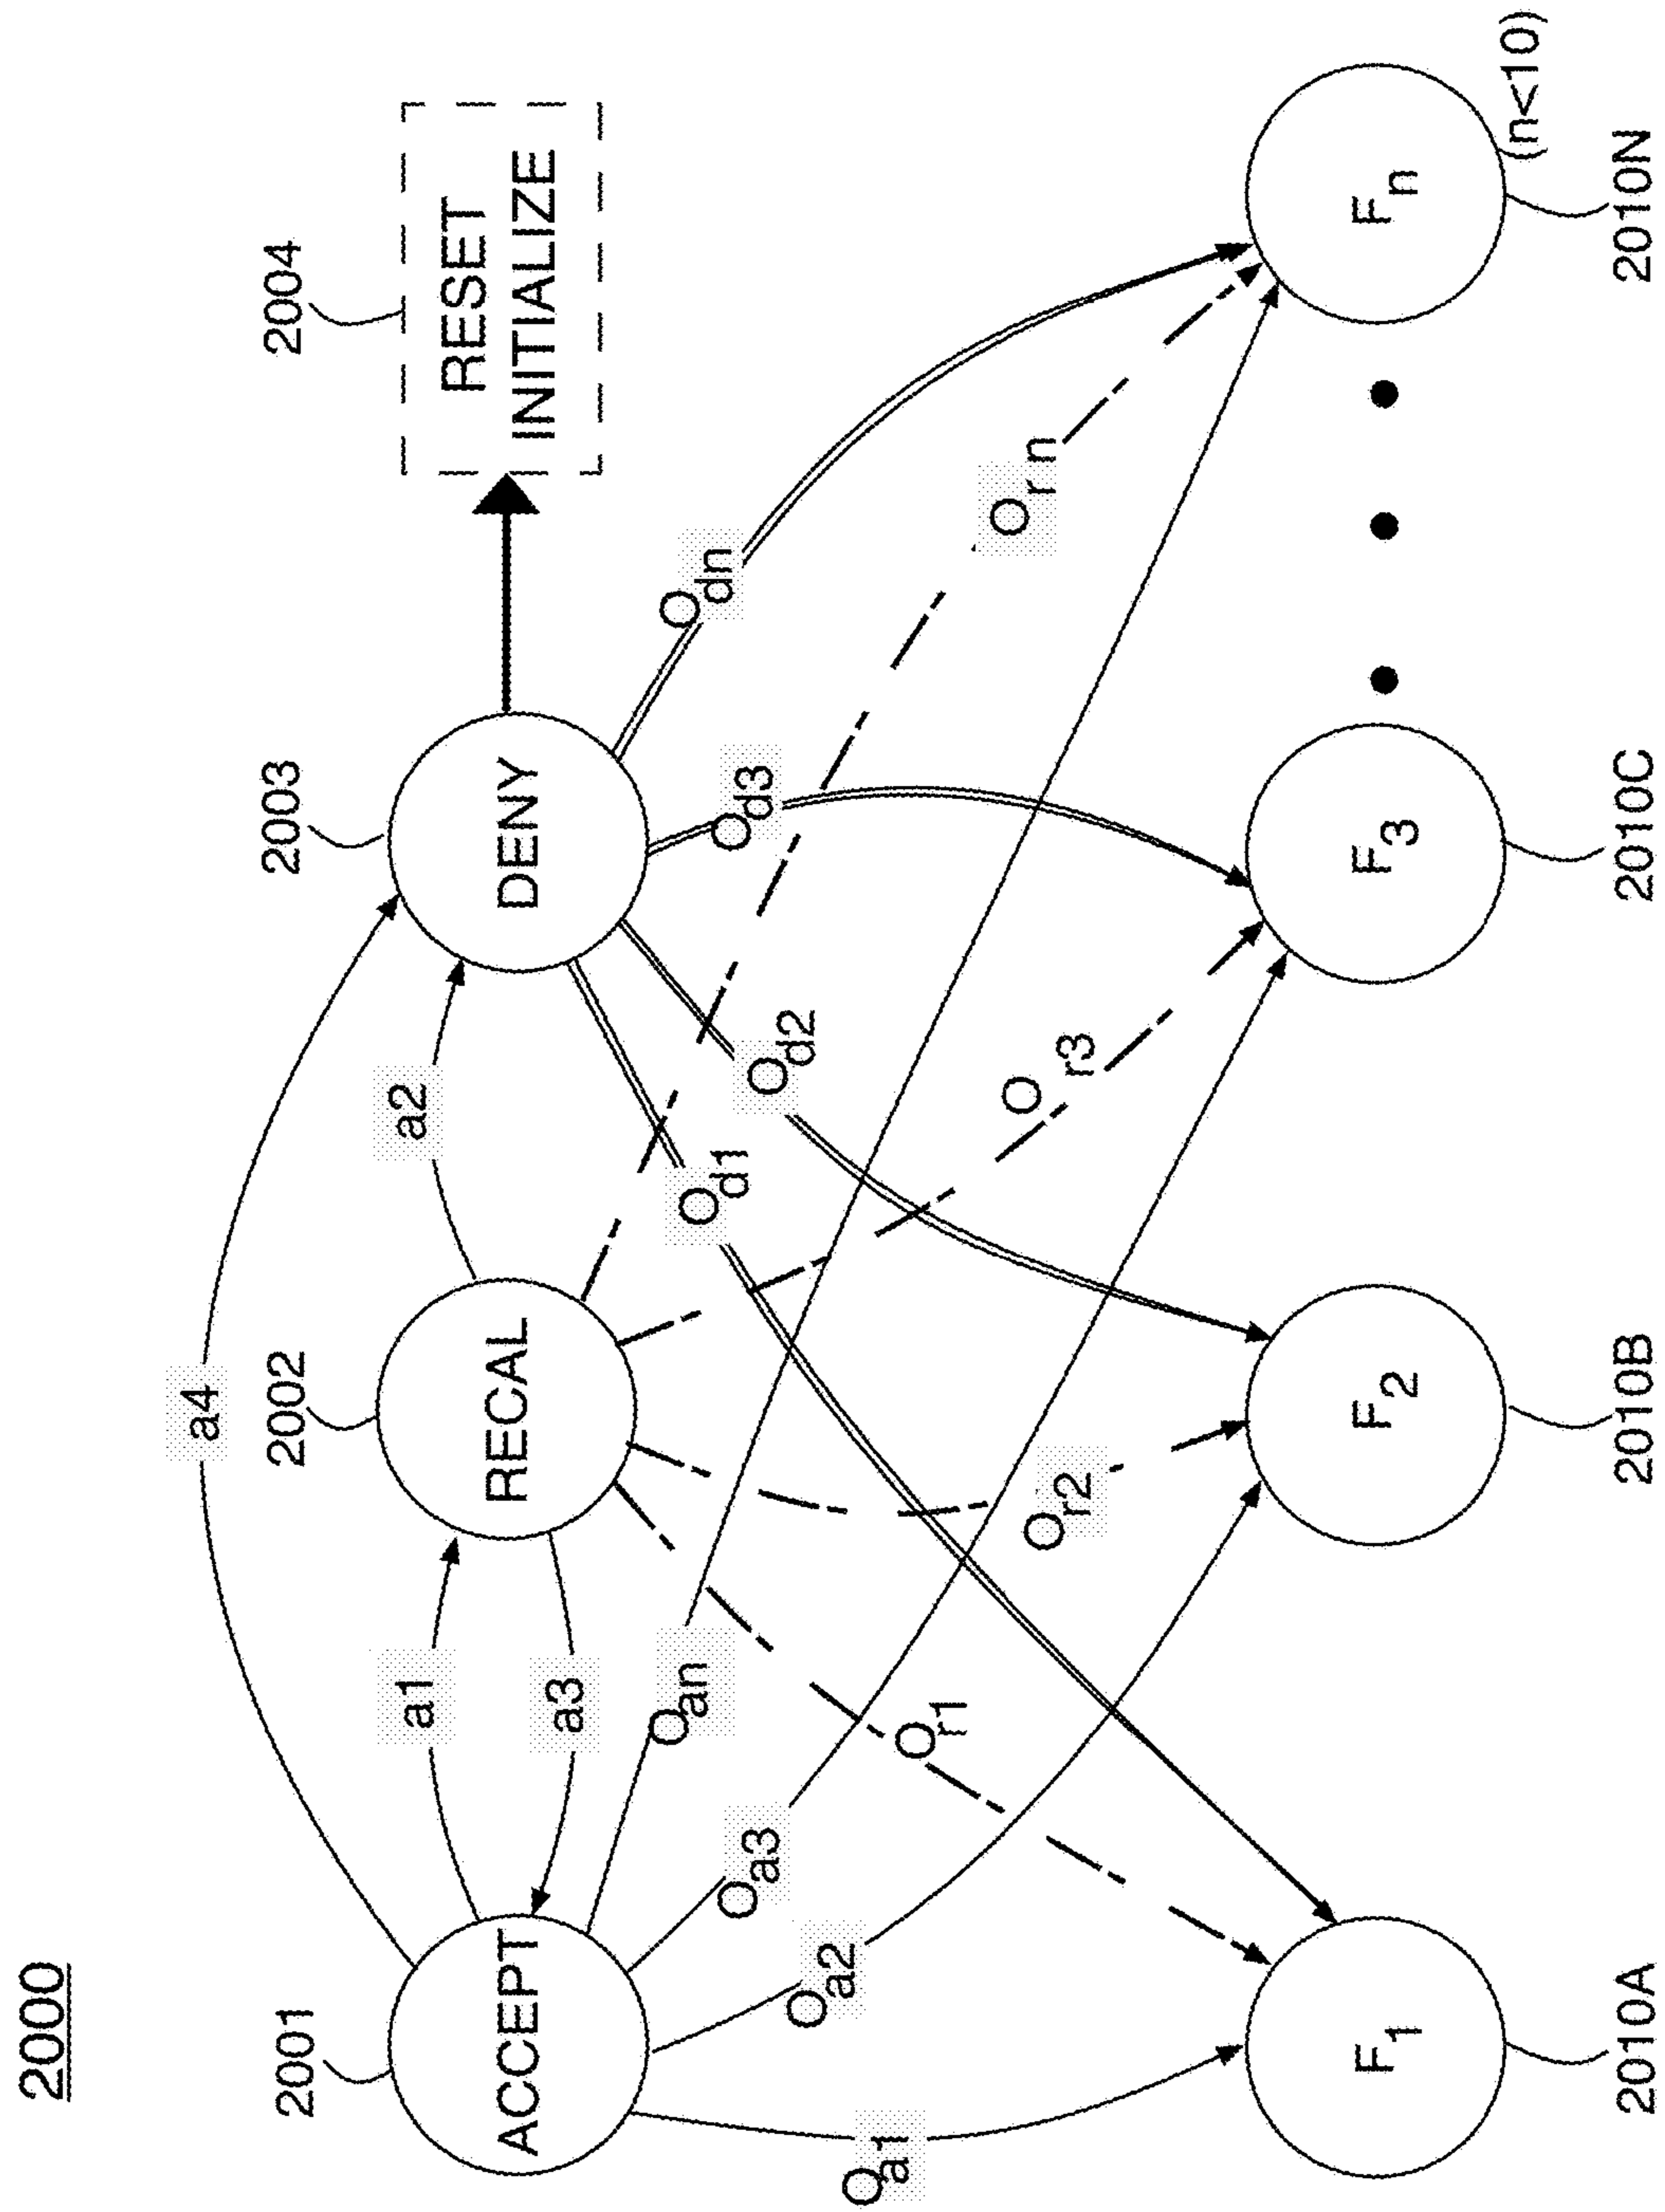 2000
a4
2001
2002
2003
2004
a1
a2
ACCEPT
RECAL
DENY
RESET
INITIALIZE
a3
Oan
Od1
Od2
Od3
Odn
Oa3
Oa2
Oa1
Or1
Or2
Or3
Orn
F1
F2
F3
Fn
(n<10)
2010A
2010B
2010C
2010N